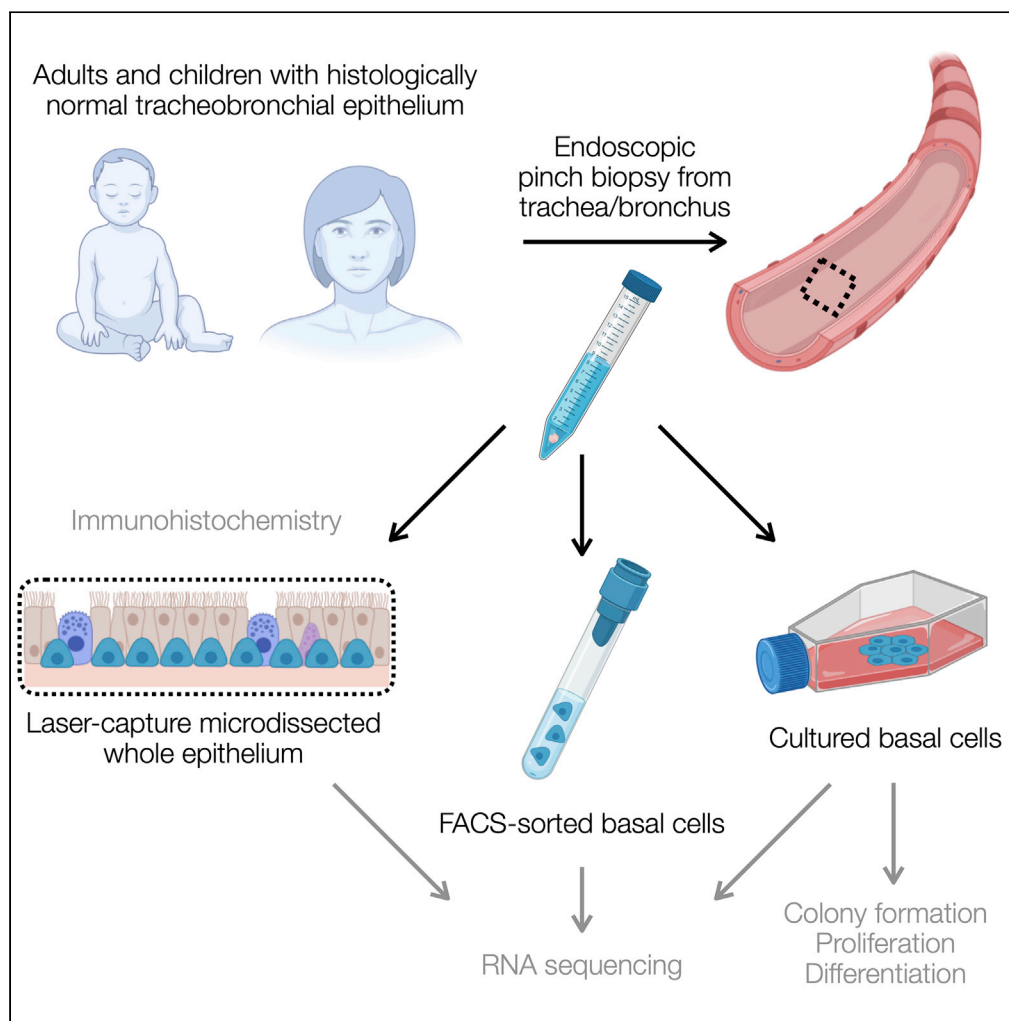 Adults and children with histologically
normal tracheobronchial epithelium
Endoscopic
pinch biopsy from
trachea/bronchus
Immunohistochemistry
Laser-capture microdissected
whole epithelium
FACS-sorted basal cells
Cultured basal cells
RNA sequencing
Colony formation
Proliferation
Differentiation